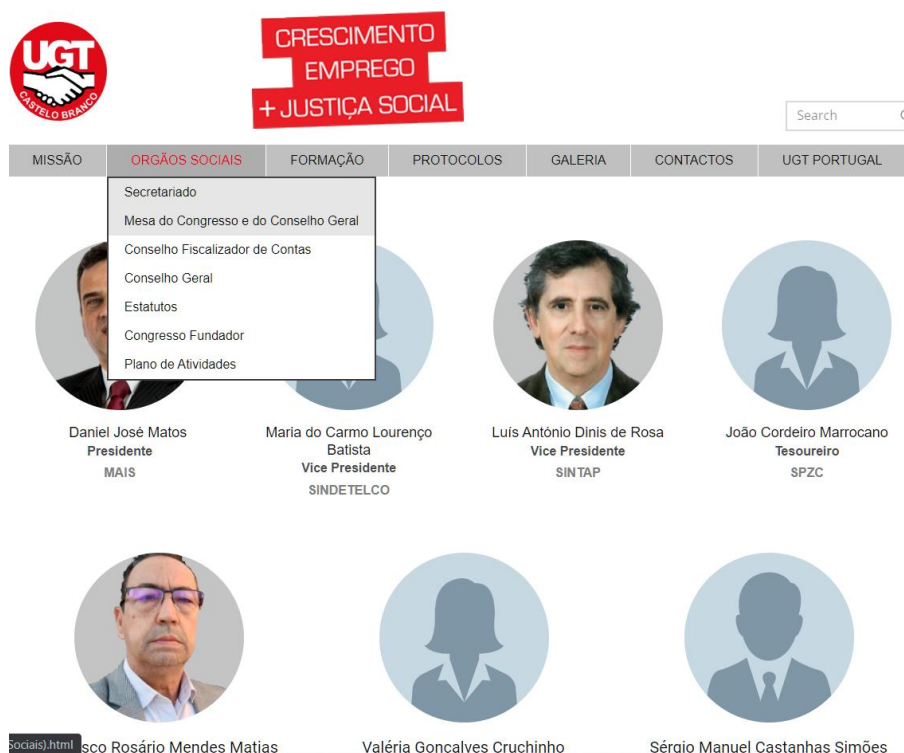 UGT
CASTELO BRANCO
CRESCIMENTO
EMPREGO
+ JUSTIÇA SOCIAL
Search
MISSÃO ORGÃOS SOCIAIS FORMAÇÃO PROTOCOLOS GALERIA CONTACTOS UGT PORTUGAL
Secretariado
Mesa do Congresso e do Conselho Geral
Conselho Fiscalizador de Contas
Conselho Geral
Estatutos
Congresso Fundador
Plano de Atividades
Daniel José Matos
Presidente
MAIS
Maria do Carmo Lourenço
Batista
Vice Presidente
SINDETELCO
Luís António Dinis de Rosa
Vice Presidente
SINTAP
João Cordeiro Marrocano
Tesoureiro
SPZC
Sociais).html
sco Rosário Mendes Matias
Valéria Gonçalves Cruchinho
Sérgio Manuel Castanhas Simões